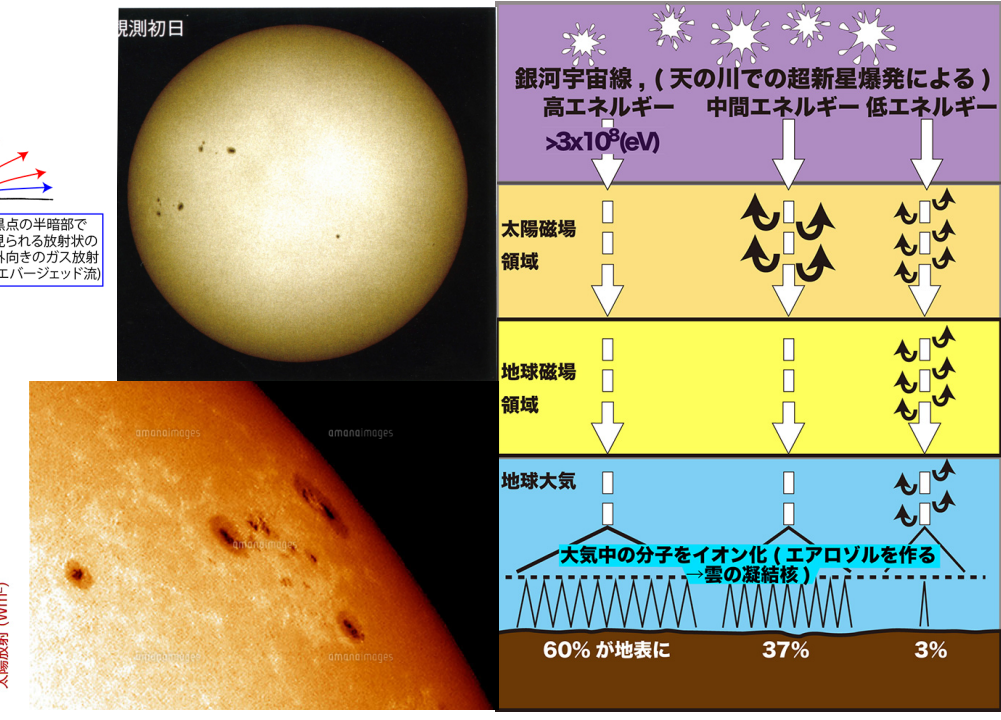 観測初日
黒点の半暗部で
見られる放射状の
外向きのガス放射
エバージェッド流)
太陽放射 (Wm
amanaimages
amanaimages
amanaimages
amanaimages
amanaimages
銀河宇宙線，( 天の川での超新星爆発による )
高エネルギー 中間エネルギー 低エネルギー
>3x10⁸(eV)
太陽磁場
領域
地球磁場
領域
地球大気
大気中の分子をイオン化 ( エアロゾルを作る
→雲の凝結核 )
60% が地表に 37% 3%